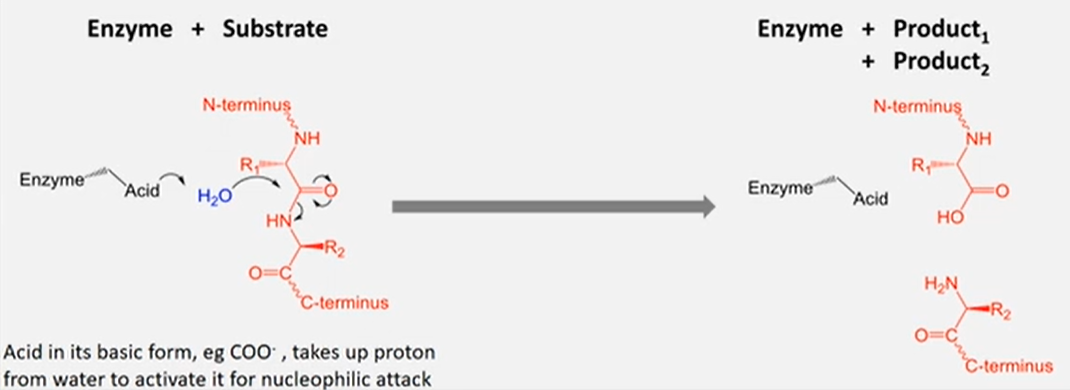 Enzyme + Substrate
Enzyme + Product₁
+ Product₂
N-terminus
NH
R₁
Enzyme
Acid
H₂O
O
HN
R₂
O=C
C-terminus
N-terminus
NH
R₁
Enzyme
Acid
O
HO
H₂N
R₂
O=C
C-terminus
Acid in its basic form, eg COO⁻ , takes up proton
from water to activate it for nucleophilic attack